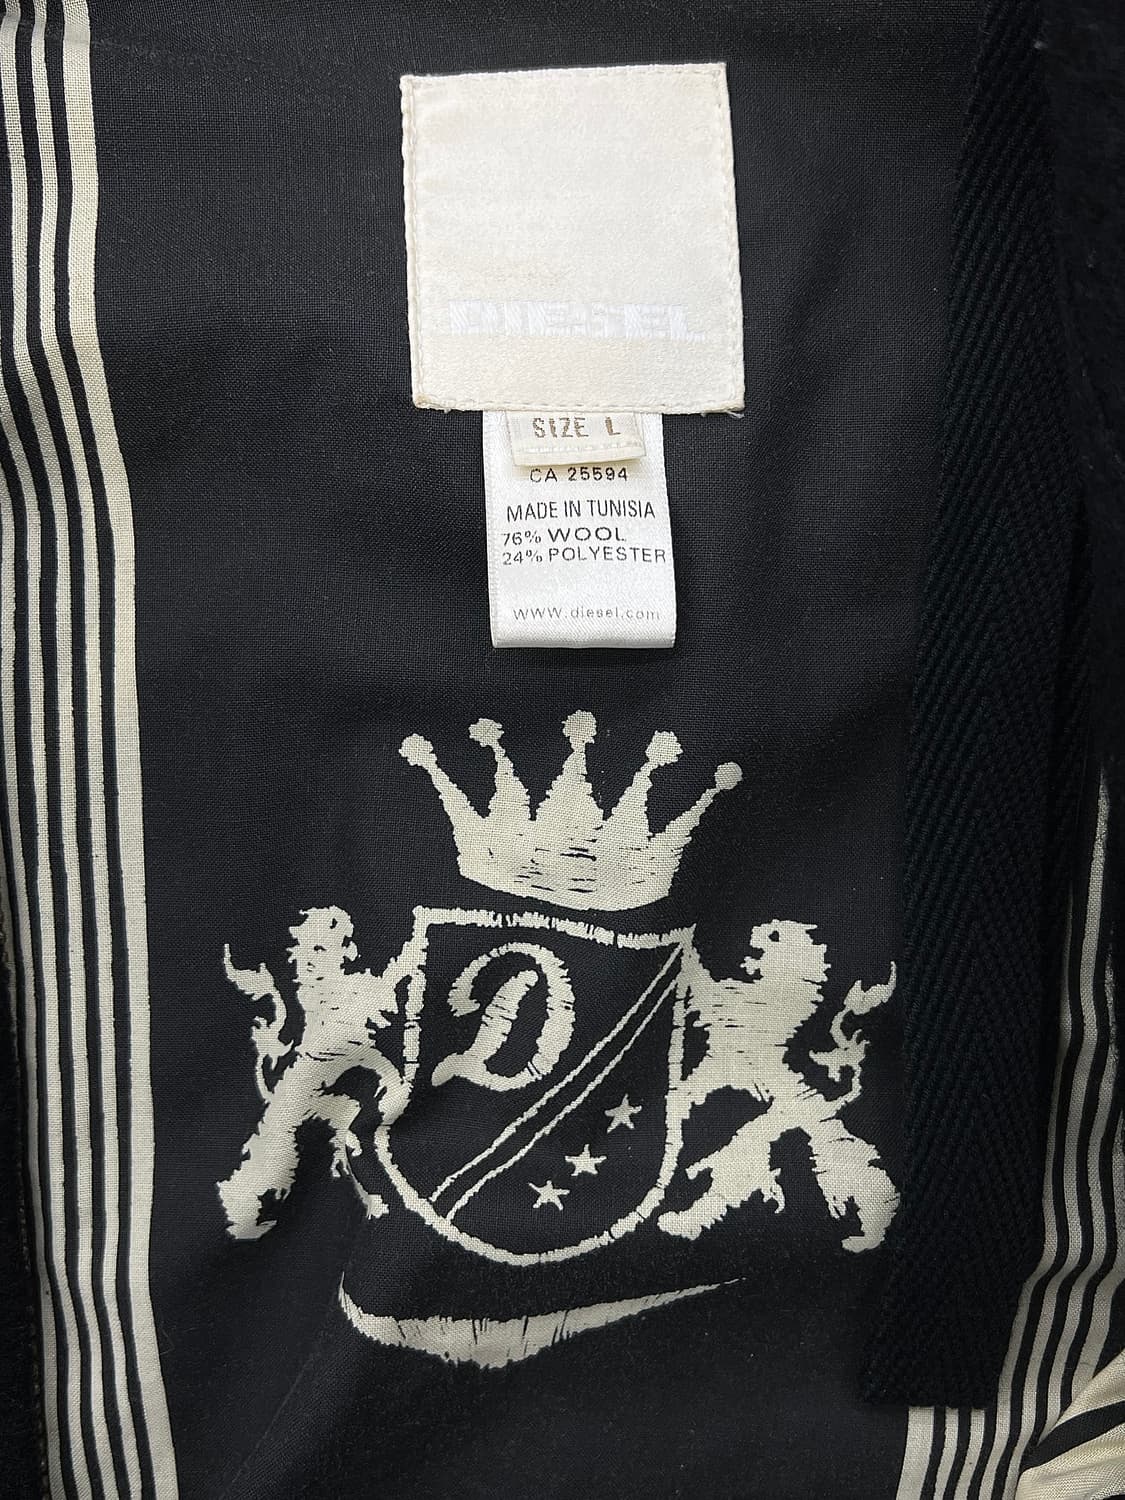 DIESEL
SIZE L
CA 25594
MADE IN TUNISIA
76% WOOL
24% POLYESTER
www.diesel.com
D